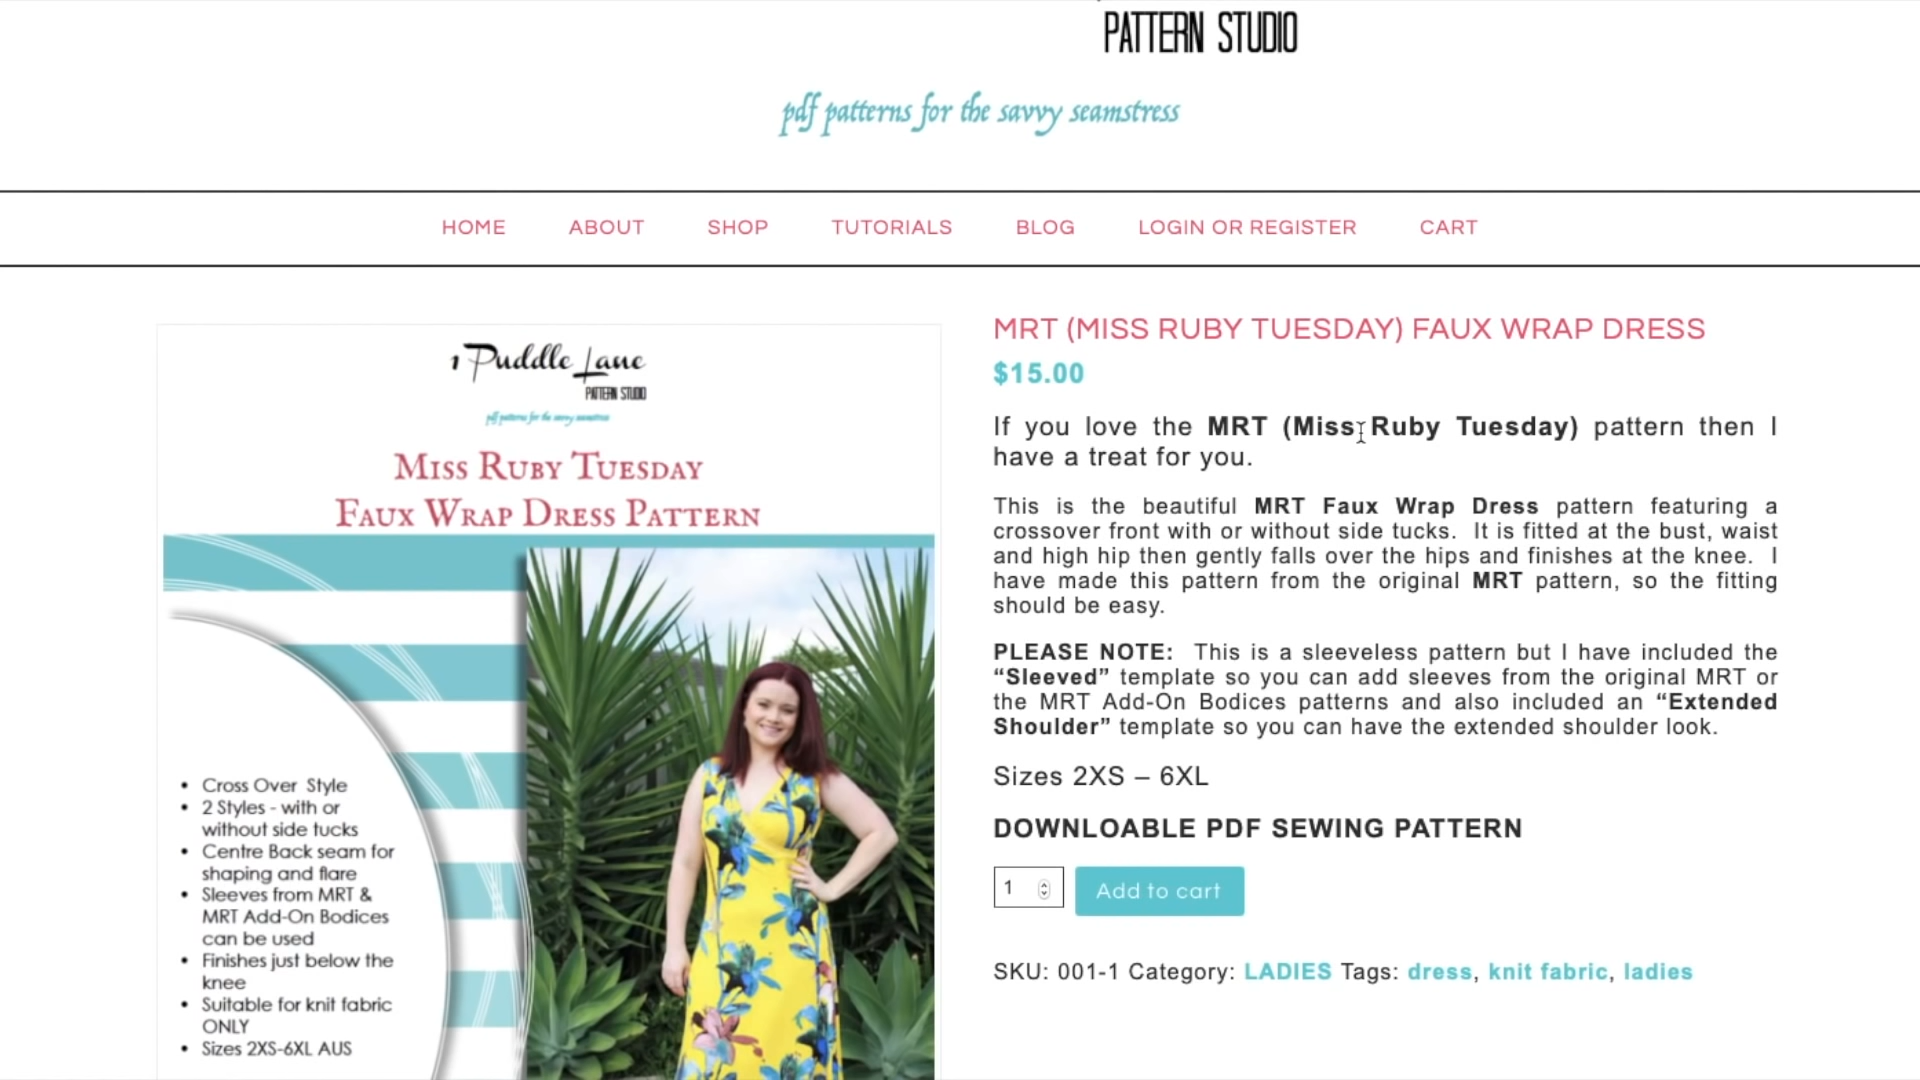 PATTERN STUDIO
pdf patterns for the savvy seamstress
HOME ABOUT SHOP TUTORIALS BLOG LOGIN OR REGISTER CART
1 Puddle Lane
PATTERN STUDIO
pdf patterns for the savvy seamstress
MISS RUBY TUESDAY
FAUX WRAP DRESS PATTERN
• Cross Over Style
• 2 Styles - with or
without side tucks
• Centre Back seam for
shaping and flare
• Sleeves from MRT &
MRT Add-On Bodices
can be used
• Finishes just below the
knee
• Suitable for knit fabric
ONLY
• Sizes 2XS-6XL AUS
MRT (MISS RUBY TUESDAY) FAUX WRAP DRESS
$15.00
If you love the MRT (Miss Ruby Tuesday) pattern then I
have a treat for you.
This is the beautiful MRT Faux Wrap Dress pattern featuring a
crossover front with or without side tucks. It is fitted at the bust, waist
and high hip then gently falls over the hips and finishes at the knee. I
have made this pattern from the original MRT pattern, so the fitting
should be easy.
PLEASE NOTE: This is a sleeveless pattern but I have included the
“Sleeved” template so you can add sleeves from the original MRT or
the MRT Add-On Bodices patterns and also included an “Extended
Shoulder” template so you can have the extended shoulder look.
Sizes 2XS – 6XL
DOWNLOABLE PDF SEWING PATTERN
1 Add to cart
SKU: 001-1 Category: LADIES Tags: dress, knit fabric, ladies